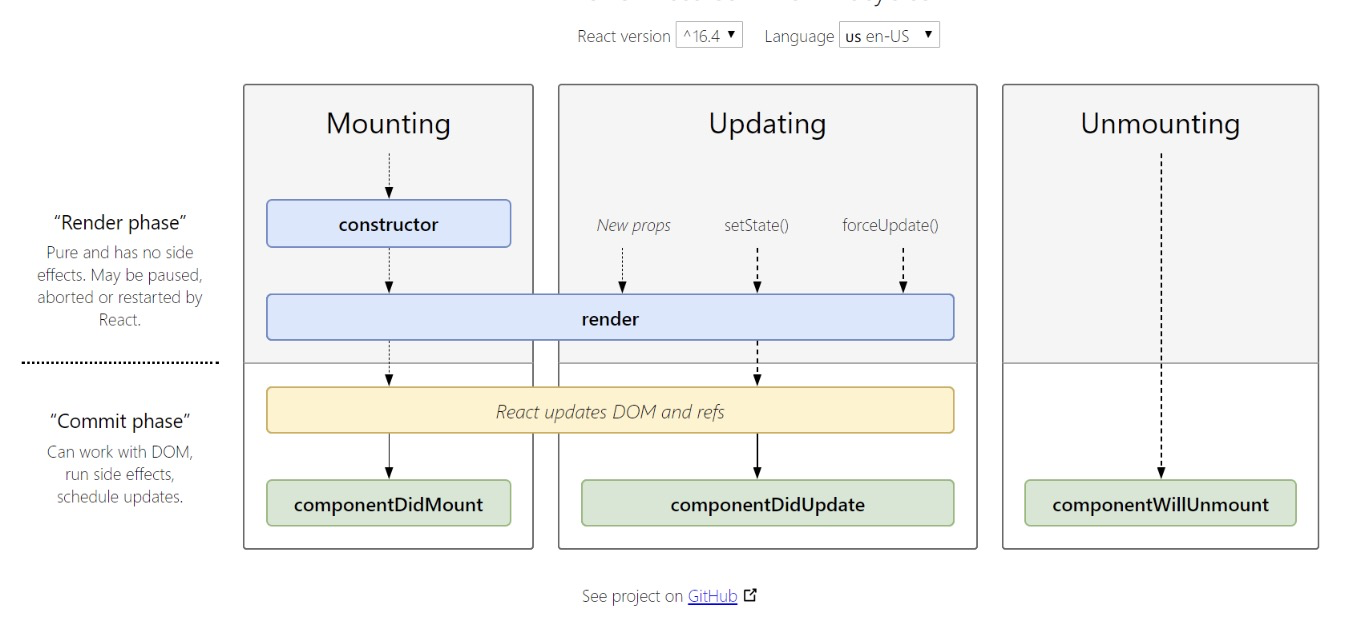 React version ^16.4 Language us en-US
Mounting
Updating
Unmounting
“Render phase”
Pure and has no side
effects. May be paused,
aborted or restarted by
React.
constructor
New props
setState()
forceUpdate()
render
“Commit phase”
Can work with DOM,
run side effects,
schedule updates.
React updates DOM and refs
componentDidMount
componentDidUpdate
componentWillUnmount
See project on GitHub